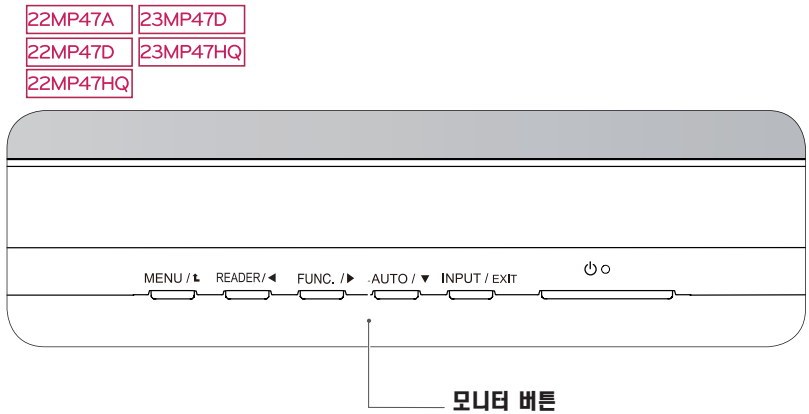 22MP47A 23MP47D
22MP47D 23MP47HQ
22MP47HQ
MENU / READER/◀ FUNC. /▶ AUTO / ▼ INPUT / EXIT
모니터 버튼